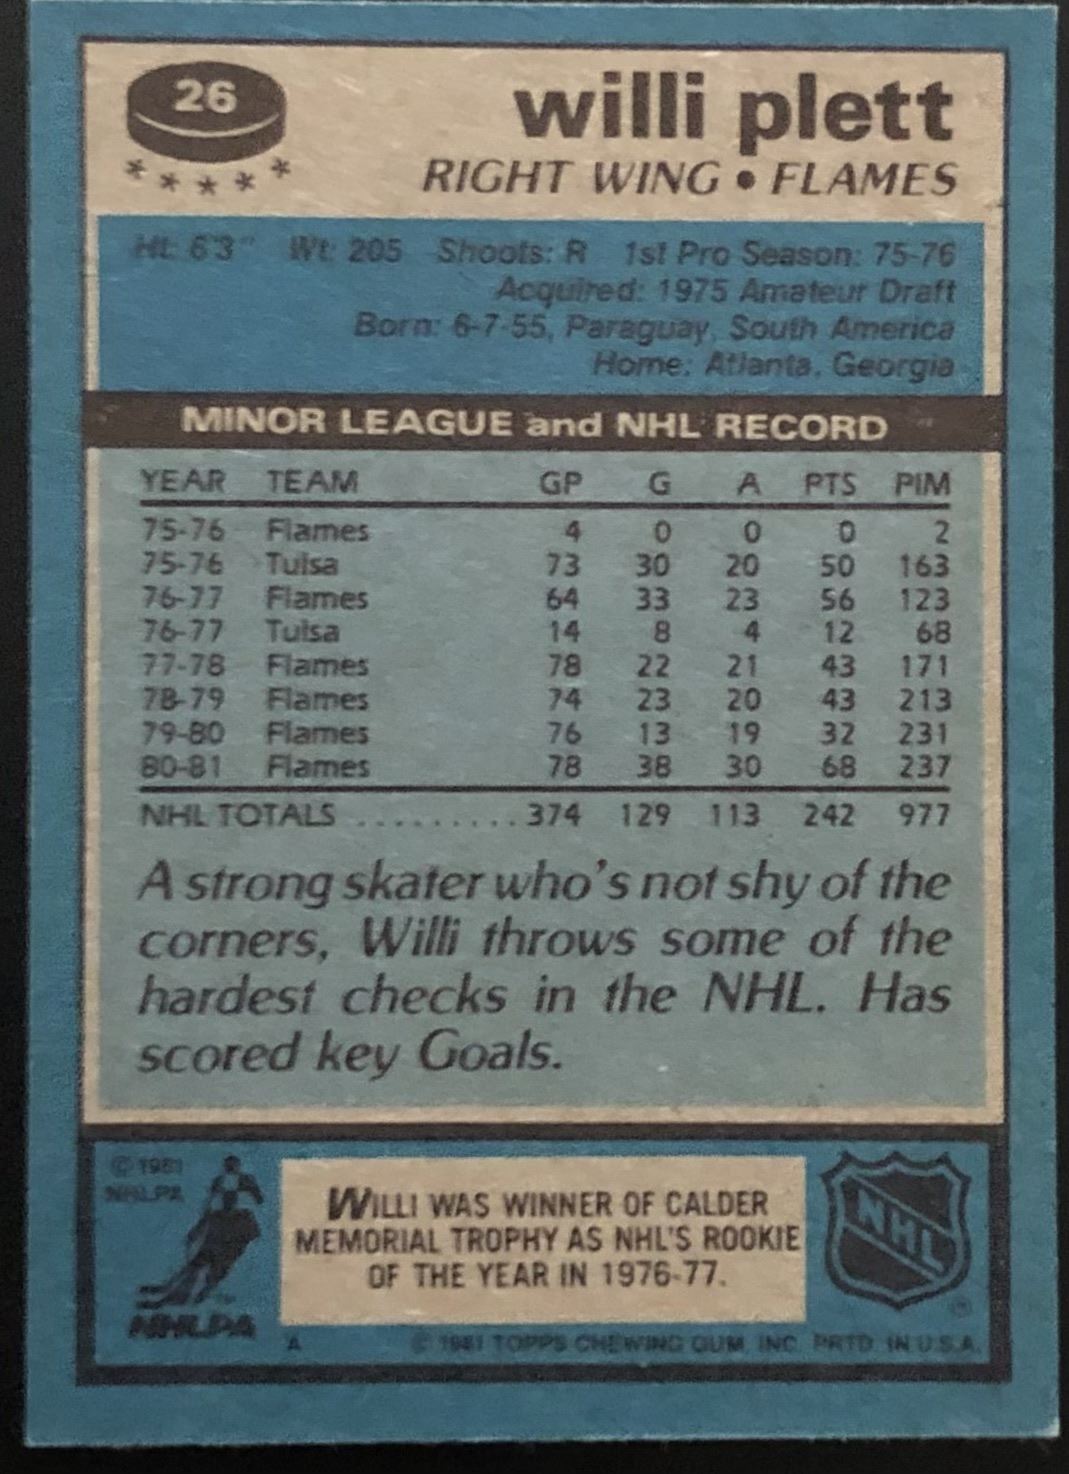 26
willi plett
RIGHT WING • FLAMES
Ht: 6'3" Wt: 205 Shoots: R 1st Pro Season: 75-76
Acquired: 1975 Amateur Draft
Born: 6-7-55, Paraguay, South America
Home: Atlanta, Georgia
MINOR LEAGUE and NHL RECORD
YEAR TEAM GP G A PTS PIM
75-76 Flames 4 0 0 0 2
75-76 Tulsa 73 30 20 50 163
76-77 Flames 64 33 23 56 123
76-77 Tulsa 14 8 4 12 68
77-78 Flames 78 22 21 43 171
78-79 Flames 74 23 20 43 213
79-80 Flames 76 13 19 32 231
80-81 Flames 78 38 30 68 237
NHL TOTALS .......... 374 129 113 242 977
A strong skater who's not shy of the
corners, Willi throws some of the
hardest checks in the NHL. Has
scored key Goals.
© 1981
NHLPA
NHLPA
WILLI WAS WINNER OF CALDER
MEMORIAL TROPHY AS NHL'S ROOKIE
OF THE YEAR IN 1976-77.
NHL
A © 1981 TOPPS CHEWING GUM, INC. PRTD. IN U.S.A.